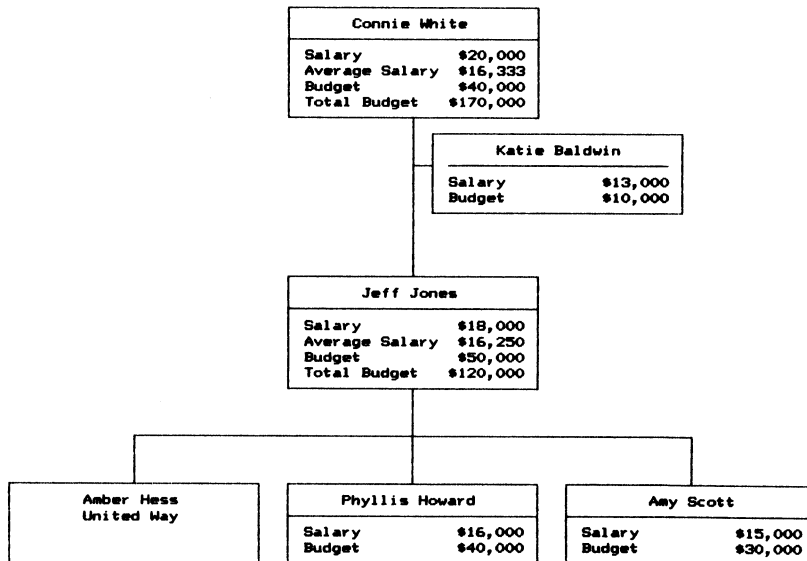 Connie White
Salary $20,000
Average Salary $16,333
Budget $40,000
Total Budget $170,000
Katie Baldwin
Salary $13,000
Budget $10,000
Jeff Jones
Salary $18,000
Average Salary $16,250
Budget $50,000
Total Budget $120,000
Amber Hess
United Way
Phyllis Howard
Salary $16,000
Budget $40,000
Amy Scott
Salary $15,000
Budget $30,000